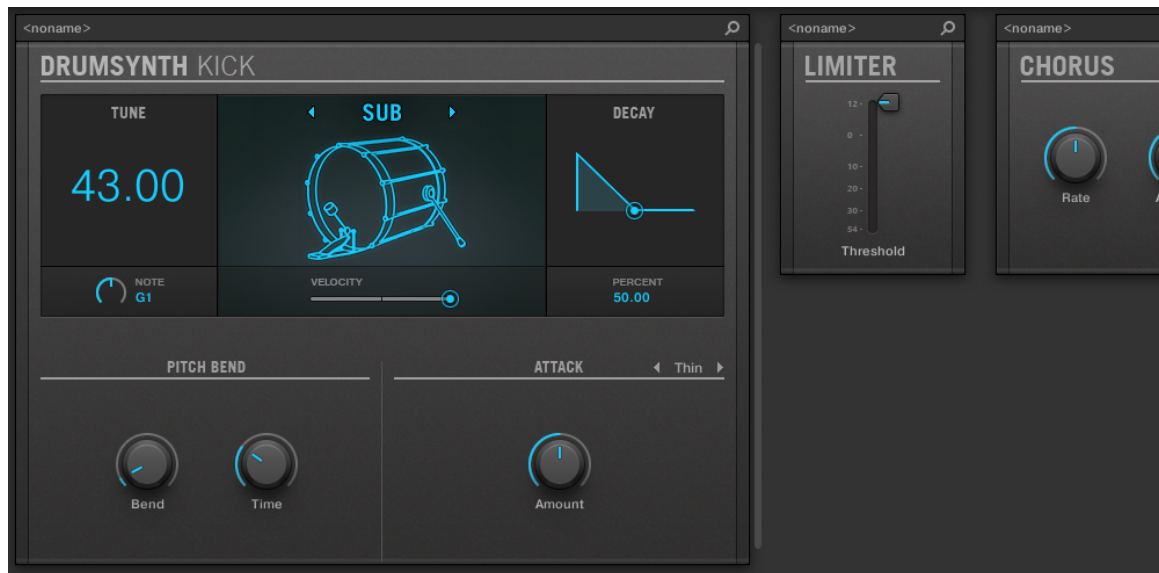 <noname>
DRUMSYNTH KICK
TUNE
SUB
DECAY
43.00
NOTE
G1
VELOCITY
PERCENT
50.00
PITCH BEND
ATTACK
Thin
Bend
Time
Amount
<noname>
LIMITER
12-
0 -
10-
20-
30-
54-
Threshold
<noname>
CHORUS
Rate
A